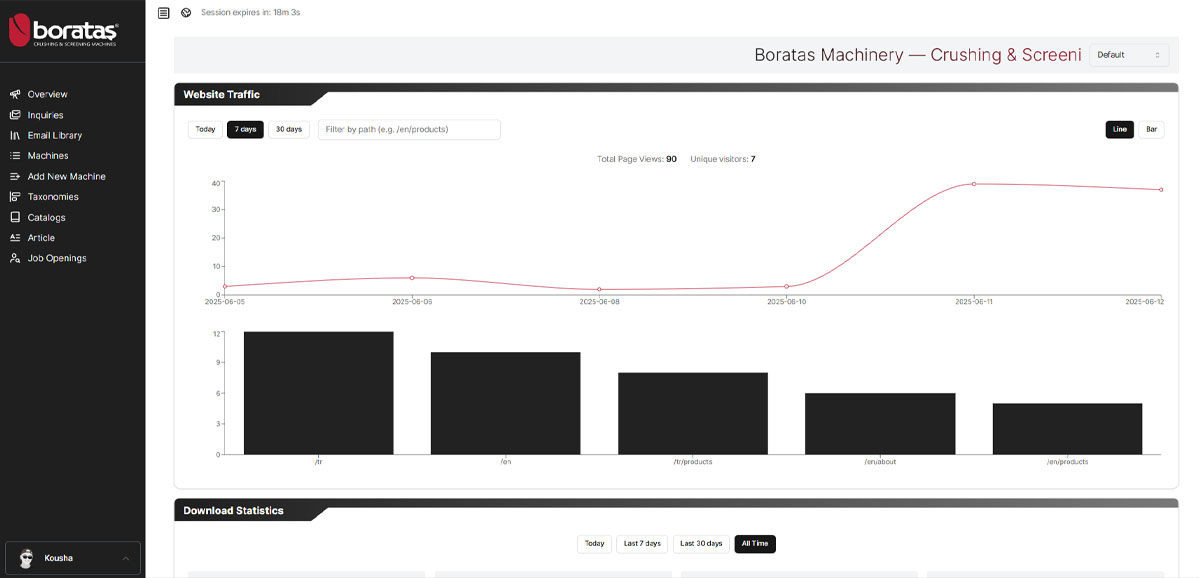 borataş®
CRUSHING & SCREENING MACHINES
Overview
Inquiries
Email Library
Machines
Add New Machine
Taxonomies
Catalogs
Article
Job Openings
Kousha
Session expires in: 18m 3s
Boratas Machinery — Crushing & Screeni
Default
Website Traffic
Today
7 days
30 days
Filter by path (e.g. /en/products)
Line
Bar
Total Page Views: 90 Unique visitors: 7
40
30
20
10
0
2025-06-05
2025-06-06
2025-06-08
2025-06-10
2025-06-11
2025-06-12
12
9
6
3
0
/tr
/en
/tr/products
/en/about
/en/products
Download Statistics
Today
Last 7 days
Last 30 days
All Time